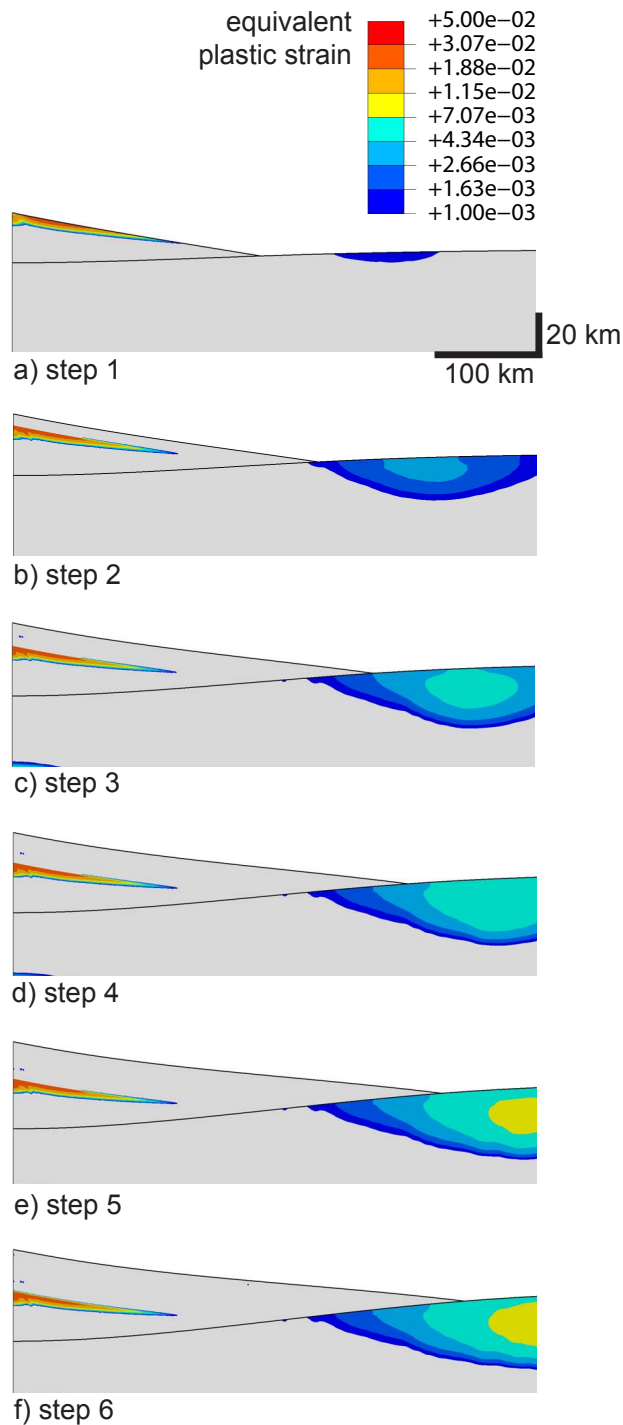 equivalent
plastic strain
+5.00e−02
+3.07e−02
+1.88e−02
+1.15e−02
+7.07e−03
+4.34e−03
+2.66e−03
+1.63e−03
+1.00e−03
20 km
100 km
a) step 1
b) step 2
c) step 3
d) step 4
e) step 5
f) step 6